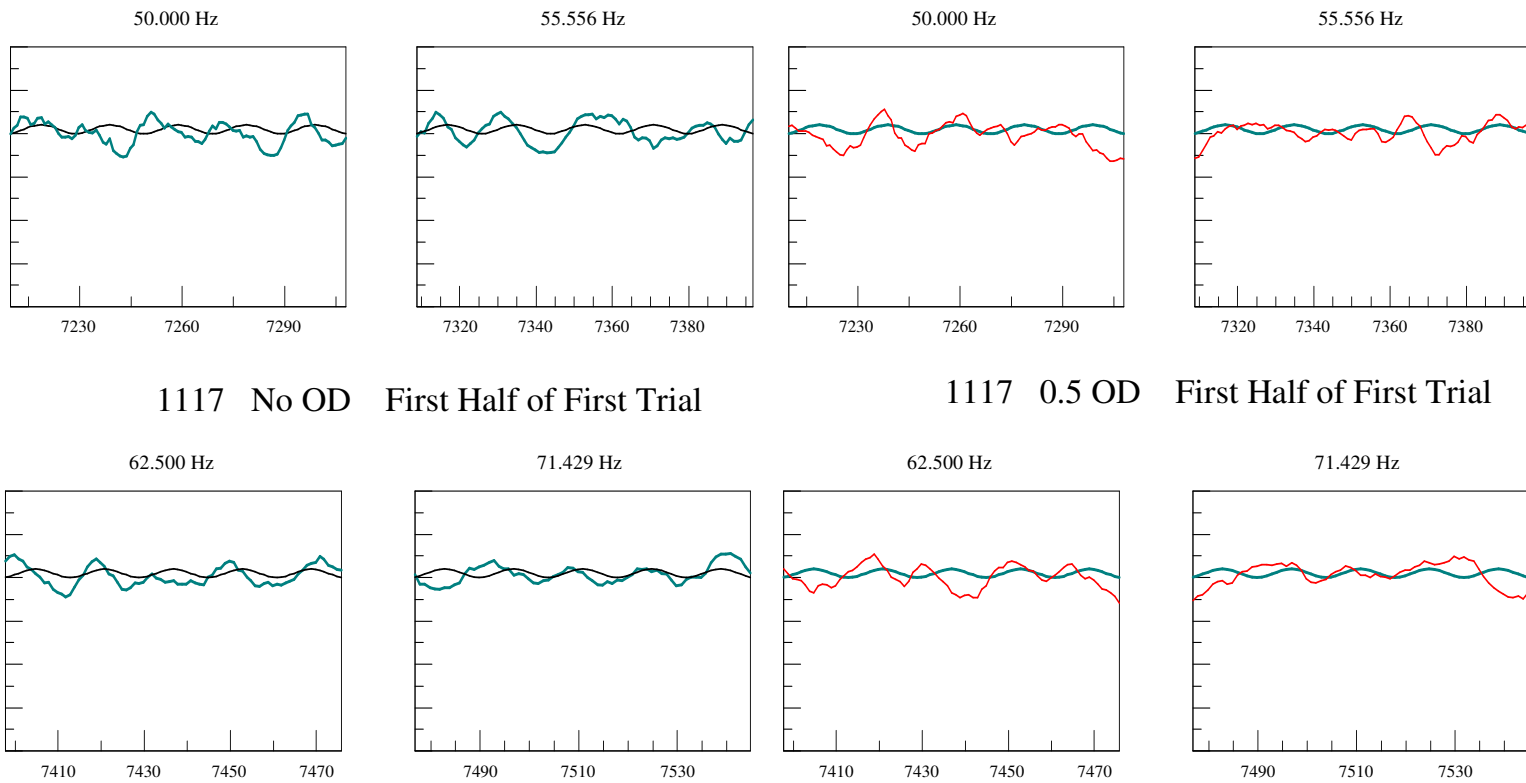 50.000 Hz 55.556 Hz 50.000 Hz 55.556 Hz
7230 7260 7290 7320 7340 7360 7380 7230 7260 7290 7320 7340 7360 7380
1117 No OD First Half of First Trial 1117 0.5 OD First Half of First Trial
62.500 Hz 71.429 Hz 62.500 Hz 71.429 Hz
7410 7430 7450 7470 7490 7510 7530 7410 7430 7450 7470 7490 7510 7530